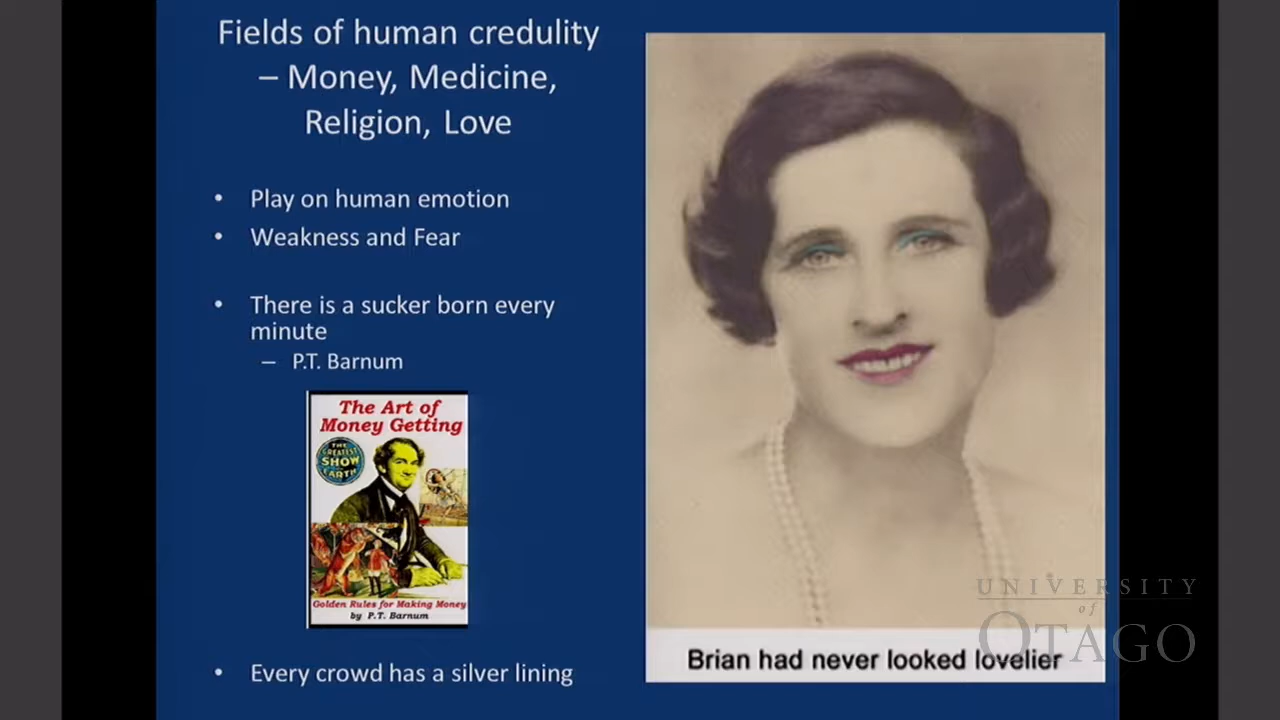 Fields of human credulity
– Money, Medicine,
Religion, Love
• Play on human emotion
• Weakness and Fear
• There is a sucker born every
minute
– P.T. Barnum
The Art of
Money Getting
THE
GREATEST
SHOW
ON
EARTH
Golden Rules for Making Money
by P.T. Barnum
• Every crowd has a silver lining
Brian had never looked lovelier
UNIVERSITY
of
OTAGO